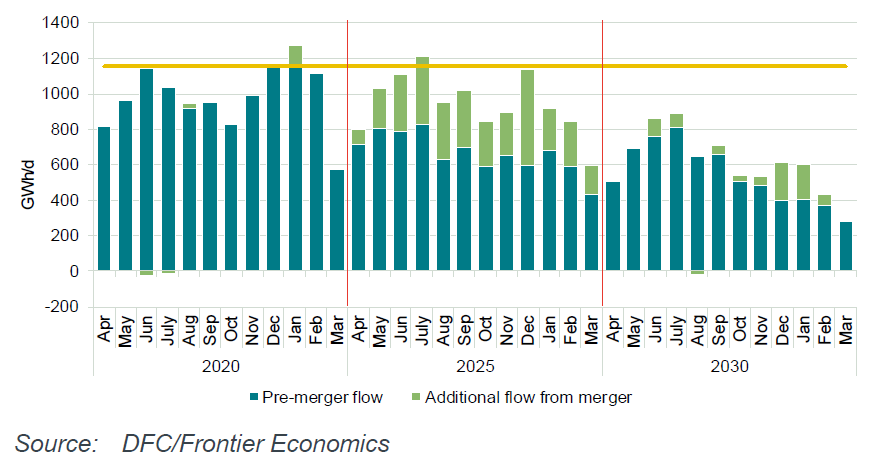 1400
1200
1000
800
600
400
200
0
-200
GWh/d
Apr May Jun July Aug Sep Oct Nov Dec Jan Feb Mar Apr May Jun July Aug Sep Oct Nov Dec Jan Feb Mar Apr May Jun July Aug Sep Oct Nov Dec Jan Feb Mar
2020 2025 2030
Pre-merger flow Additional flow from merger
Source: DFC/Frontier Economics